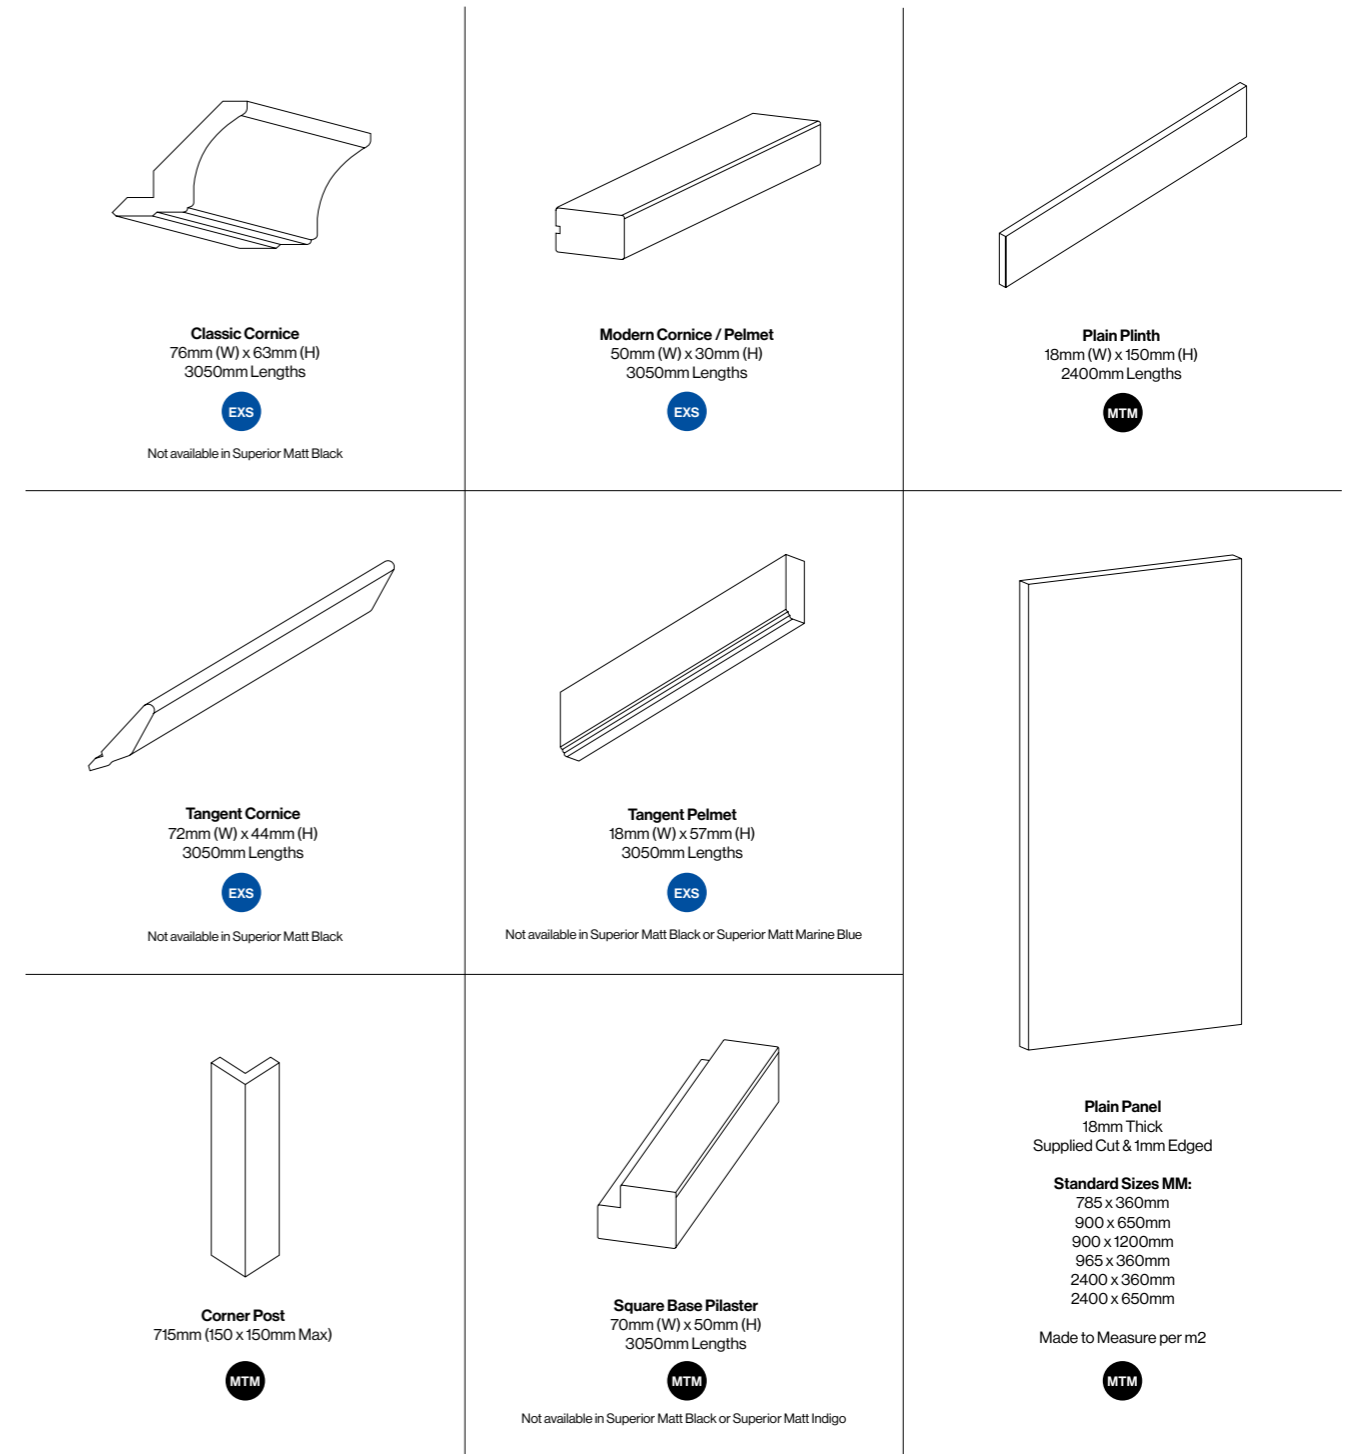 Classic Cornice
76mm (W) x 63mm (H)
3050mm Lengths
EXS
Not available in Superior Matt Black
Modern Cornice / Pelmet
50mm (W) x 30mm (H)
3050mm Lengths
EXS
Plain Plinth
18mm (W) x 150mm (H)
2400mm Lengths
MTM
Tangent Cornice
72mm (W) x 44mm (H)
3050mm Lengths
EXS
Not available in Superior Matt Black
Tangent Pelmet
18mm (W) x 57mm (H)
3050mm Lengths
EXS
Not available in Superior Matt Black or Superior Matt Marine Blue
Plain Panel
18mm Thick
Supplied Cut & 1mm Edged
Standard Sizes MM:
785 x 360mm
900 x 650mm
900 x 1200mm
965 x 360mm
2400 x 360mm
2400 x 650mm
Made to Measure per m2
MTM
Corner Post
715mm (150 x 150mm Max)
MTM
Square Base Pilaster
70mm (W) x 50mm (H)
3050mm Lengths
MTM
Not available in Superior Matt Black or Superior Matt Indigo